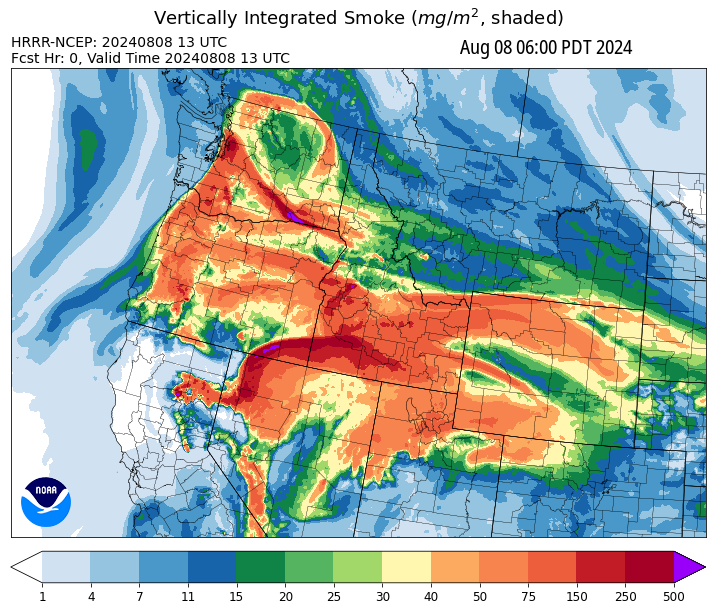 Vertically Integrated Smoke (mg/m², shaded)
HRRR-NCEP: 20240808 13 UTC
Fcst Hr: 0, Valid Time 20240808 13 UTC
Aug 08 06:00 PDT 2024
NOAA
1 4 7 11 15 20 25 30 40 50 75 150 250 500